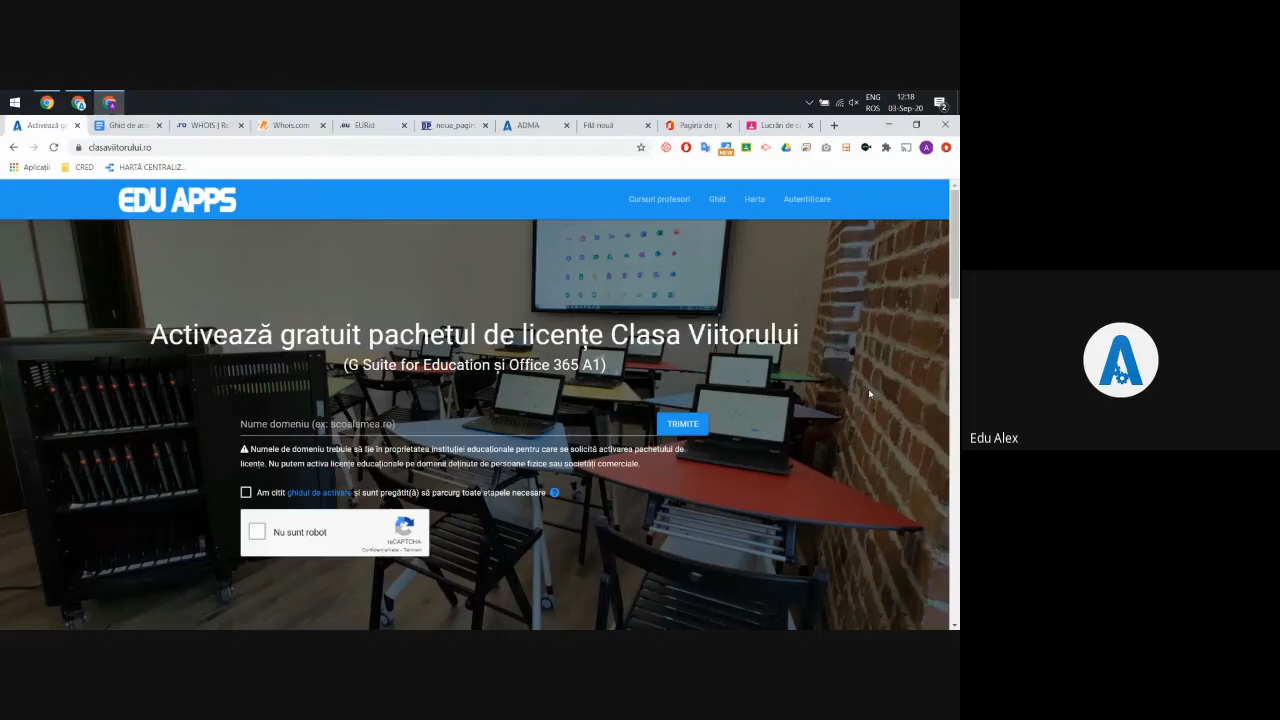 ENG
ROS
12:18
03-Sep-20
2
Activează g
Ghid de ac
WHOIS | Ro
Whois.com
EURid
noua_pagin
ADMA
Filă nouă
Pagina de p
Lucrări de c
clasaviitorului.ro
NEW
A
Aplicații
CRED
HARTĂ CENTRALIZ...
EDU APPS
Cursuri profesori
Ghid
Harta
Autentificare
Activează gratuit pachetul de licențe Clasa Viitorului
(G Suite for Education și Office 365 A1)
Nume domeniu (ex: scoalamea.ro)
TRIMITE
Numele de domeniu trebuie să fie în proprietatea instituției educaționale pentru care se solicită activarea pachetului de
licențe. Nu putem activa licențe educaționale pe domenii deținute de persoane fizice sau societăți comerciale.
Am citit ghidul de activare și sunt pregătit(ă) să parcurg toate etapele necesare
Nu sunt robot
reCAPTCHA
Confidențialitate - Termeni
Edu Alex